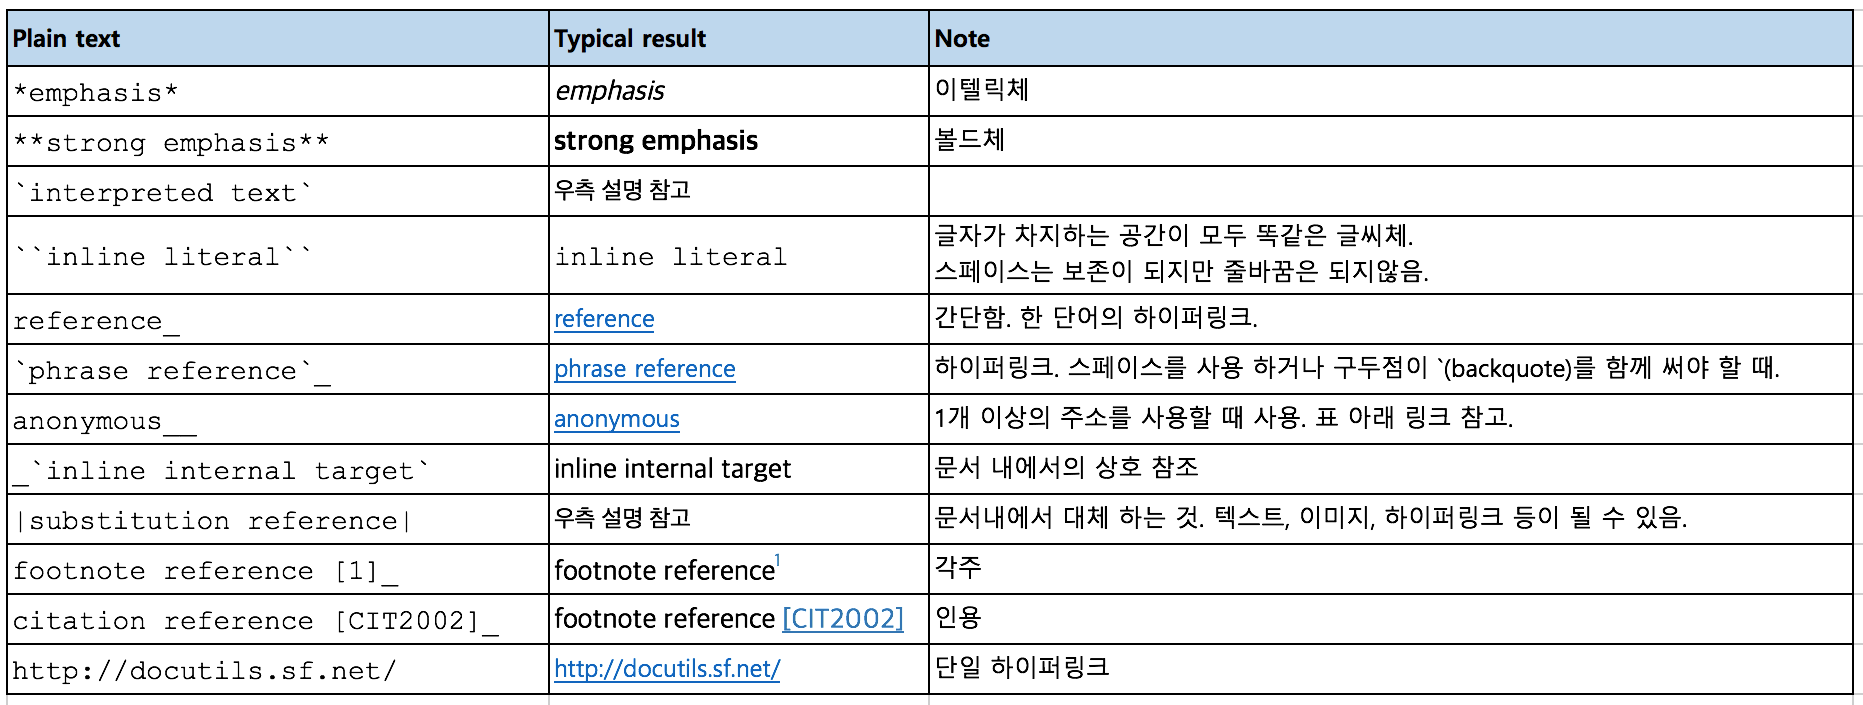 Plain text Typical result Note
*emphasis* emphasis 이텔릭체
**strong emphasis** strong emphasis 볼드체
`interpreted text` 우측 설명 참고
``inline literal`` inline literal 글자가 차지하는 공간이 모두 똑같은 글씨체.
스페이스는 보존이 되지만 줄바꿈은 되지않음.
reference_ reference 간단함. 한 단어의 하이퍼링크.
`phrase reference`_ phrase reference 하이퍼링크. 스페이스를 사용 하거나 구두점이 `(backquote)를 함께 써야 할 때.
anonymous__ anonymous 1개 이상의 주소를 사용할 때 사용. 표 아래 링크 참고.
_`inline internal target` inline internal target 문서 내에서의 상호 참조
|substitution reference| 우측 설명 참고 문서내에서 대체 하는 것. 텍스트, 이미지, 하이퍼링크 등이 될 수 있음.
footnote reference [1]_ footnote reference¹ 각주
citation reference [CIT2002]_ footnote reference [CIT2002] 인용
http://docutils.sf.net/ http://docutils.sf.net/ 단일 하이퍼링크